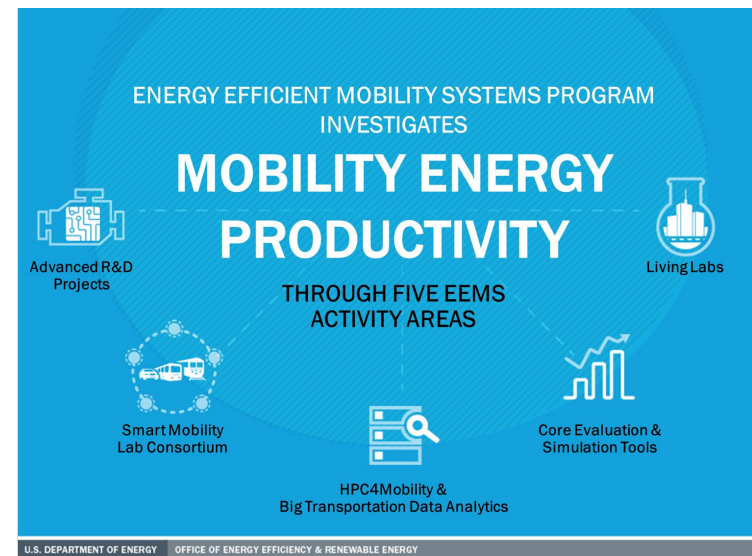 ENERGY EFFICIENT MOBILITY SYSTEMS PROGRAM
INVESTIGATES
MOBILITY ENERGY
PRODUCTIVITY
THROUGH FIVE EEMS
ACTIVITY AREAS
Advanced R&D
Projects
Smart Mobility
Lab Consortium
HPC4Mobility &
Big Transportation Data Analytics
Core Evaluation &
Simulation Tools
Living Labs
U.S. DEPARTMENT OF ENERGY OFFICE OF ENERGY EFFICIENCY & RENEWABLE ENERGY